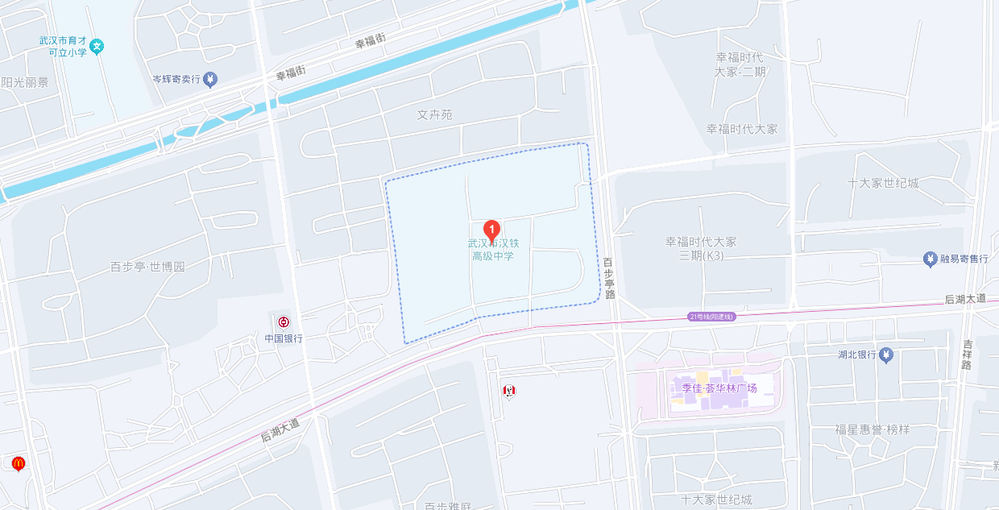 武汉市育才
可立小学
幸福街
幸福街
岑辉寄卖行
阳光丽景
文卉苑
幸福时代
大家-二期
幸福时代大家
十大家世纪城
1
武汉市汉铁
高级中学
幸福时代大家
三期(K3)
百步亭·世博园
百步亭路
融易寄售行
后湖大道
21号线(阳逻线)
中国银行
湖北银行
吉祥路
季佳·荟华林广场
后湖大道
福星惠誉·榜样
十大家世纪城
百步雅庭